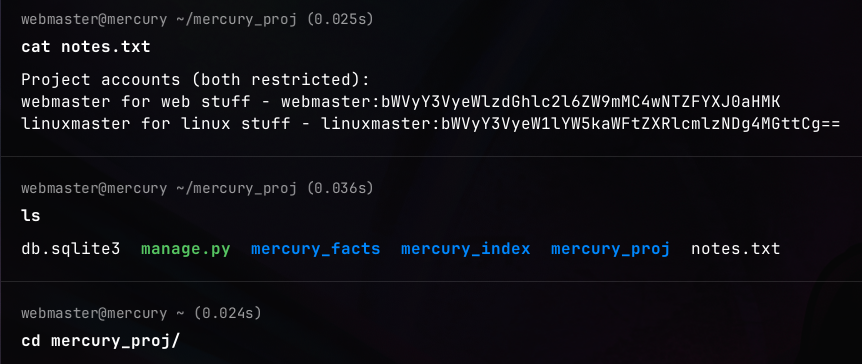 webmaster@mercury ~/mercury_proj (0.025s)
cat notes.txt
Project accounts (both restricted):
webmaster for web stuff - webmaster:bWVyY3VyeWlzdGhlc2l6ZW9mMC4wNTZFYXJ0aHMK
linuxmaster for linux stuff - linuxmaster:bWVyY3VyeW1lYW5kaWFtZXRlcmlzNDg4MGttCg==
webmaster@mercury ~/mercury_proj (0.036s)
ls
db.sqlite3 manage.py mercury_facts mercury_index mercury_proj notes.txt
webmaster@mercury ~ (0.024s)
cd mercury_proj/